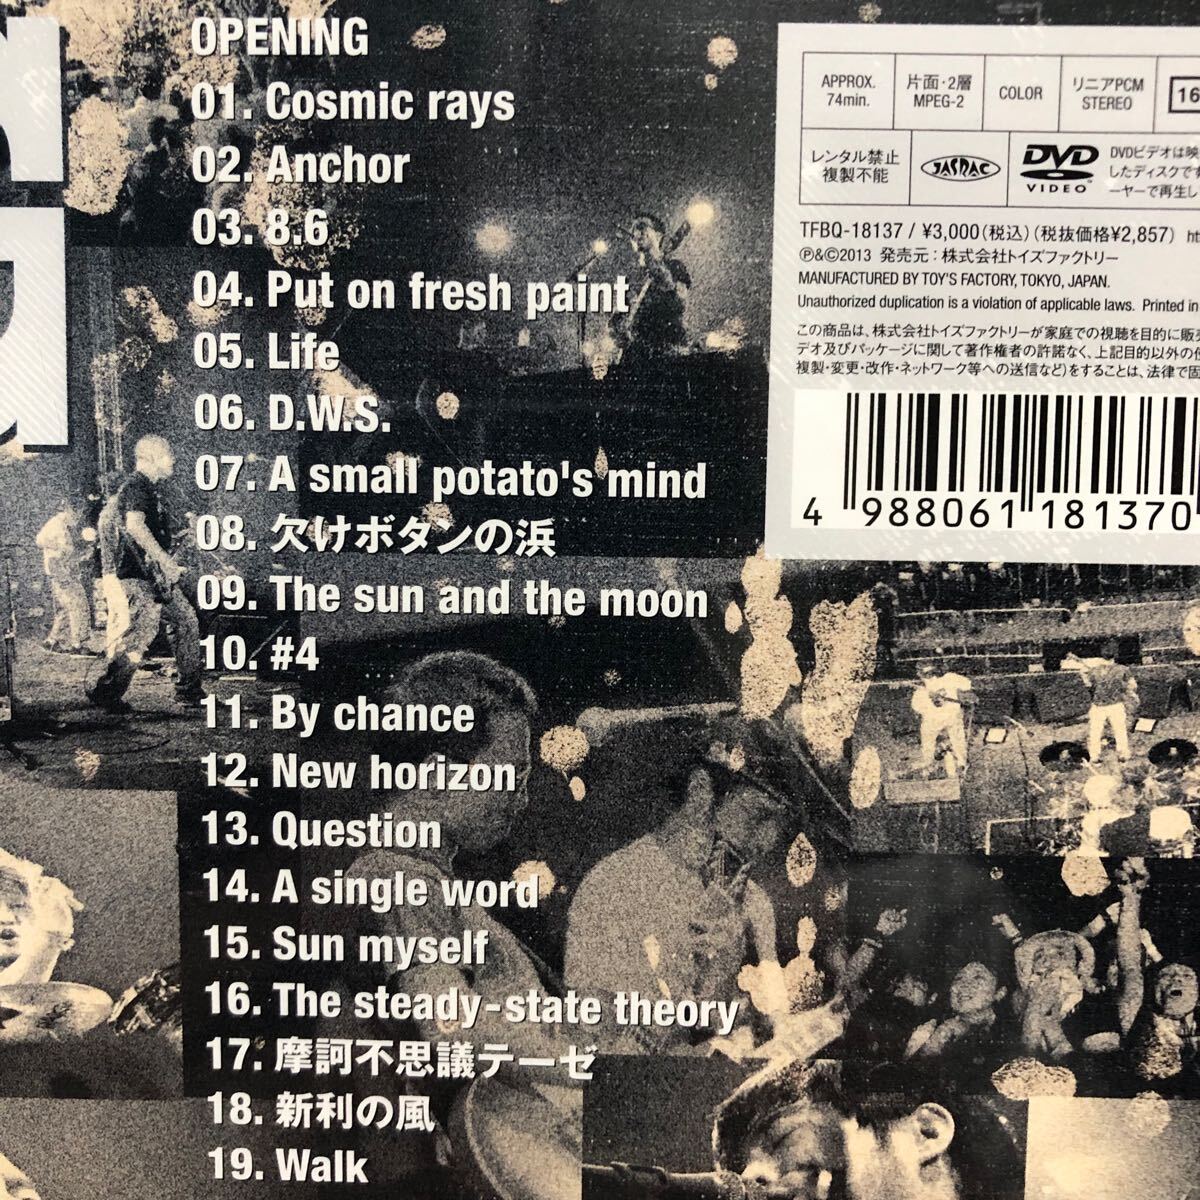 OPENING
01. Cosmic rays
02. Anchor
03. 8.6
04. Put on fresh paint
05. Life
06. D.W.S.
07. A small potato's mind
08. 欠けボタンの浜
09. The sun and the moon
10. #4
11. By chance
12. New horizon
13. Question
14. A single word
15. Sun myself
16. The steady-state theory
17. 摩訶不思議テーゼ
18. 新利の風
19. Walk
APPROX. 74min.
片面・2層 MPEG-2
COLOR
リニアPCM STEREO
16
レンタル禁止 複製不能
JASRAC
DVD VIDEO
DVDビデオは映
したディスクです
ーヤーで再生し
TFBQ-18137 / ¥3,000(税込)(税抜価格¥2,857) ht
℗&©2013 発売元:株式会社トイズファクトリー
MANUFACTURED BY TOY'S FACTORY, TOKYO, JAPAN.
Unauthorized duplication is a violation of applicable laws. Printed in
この商品は、株式会社トイズファクトリーが家庭での視聴を目的に販売
デオ及びパッケージに関して著作権者の許諾なく、上記目的以外の使
複製・変更・改作・ネットワーク等への送信など)をすることは、法律で固
4 988061 181370